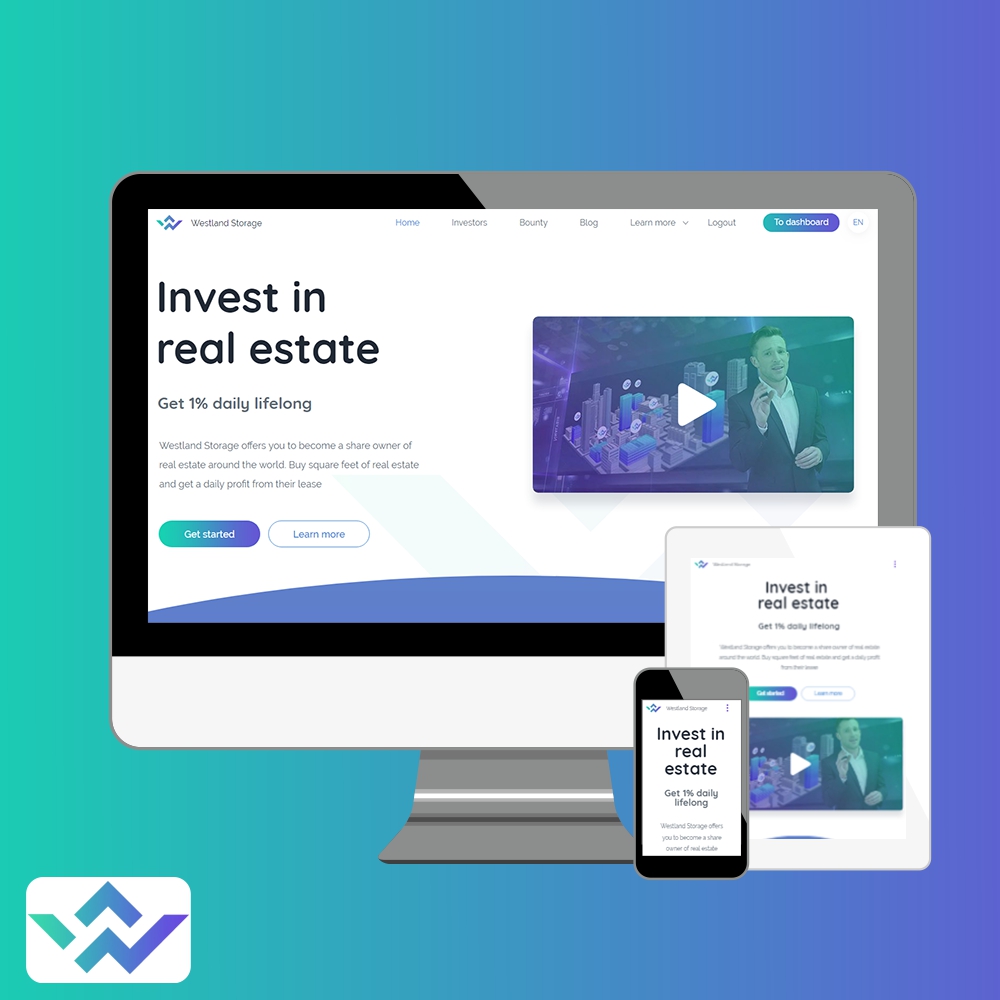 Westland Storage
Home
Investors
Bounty
Blog
Learn more
Logout
To dashboard
EN
Invest in
real estate
Get 1% daily lifelong
Westland Storage offers you to become a share owner of
real estate around the world. Buy square feet of real estate
and get a daily profit from their lease
Get started
Learn more
Westland Storage
Invest in
real estate
Get 1% daily lifelong
Westland Storage offers you to become a share owner of real estate
around the world. Buy square feet of real estate and get a daily profit
from their lease
Get started
Learn more
Westland Storage
Invest in
real
estate
Get 1% daily
lifelong
Westland Storage offers
you to become a share
owner of real estate